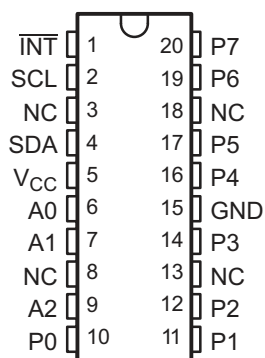 I̅N̅T̅ 1 20 P7
SCL 2 19 P6
NC 3 18 NC
SDA 4 17 P5
VCC 5 16 P4
A0 6 15 GND
A1 7 14 P3
NC 8 13 NC
A2 9 12 P2
P0 10 11 P1